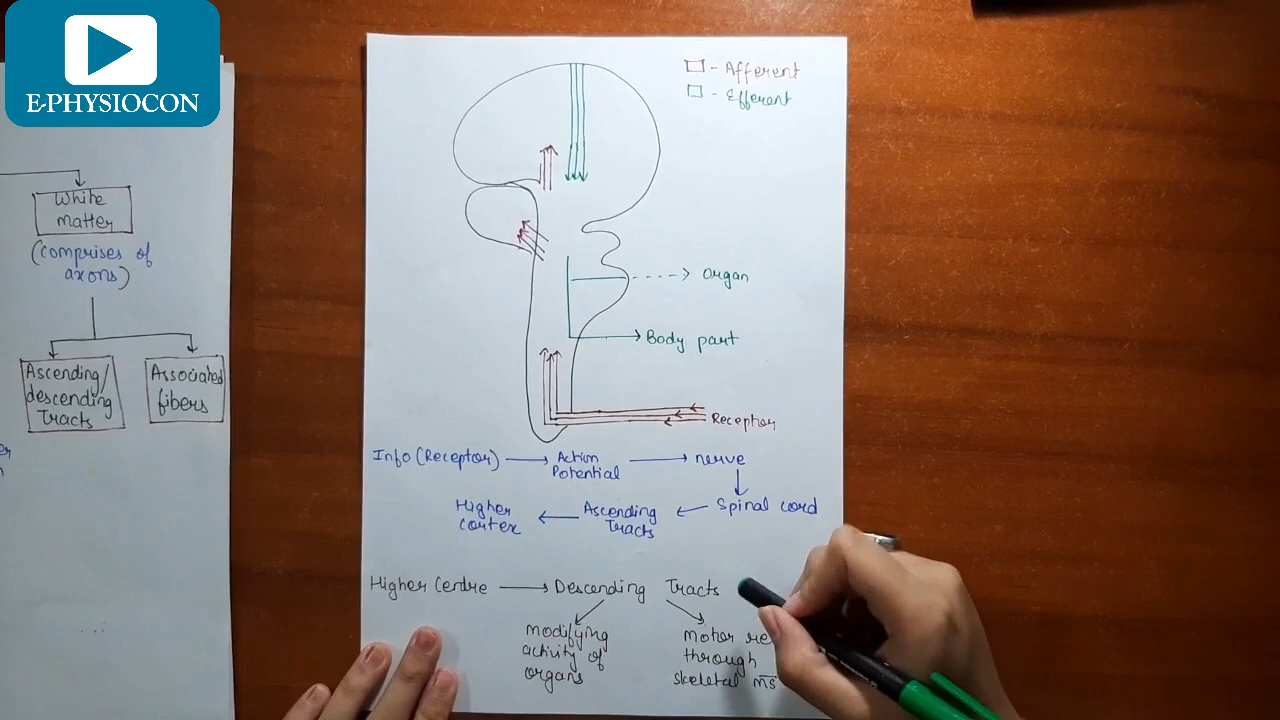 E-PHYSIOCON
White
matter
(comprises of
axons)
Ascending/
descending
Tracts
Associated
fibers
- Afferent
- Efferent
Organ
Body part
Receptor
Info (Receptor) → Action Potential → nerve
Spinal cord
Ascending
Tracts
Higher
cortex
Higher Centre → Descending Tracts
modifying
activity of
organs
Motor re
through
skeletal ms